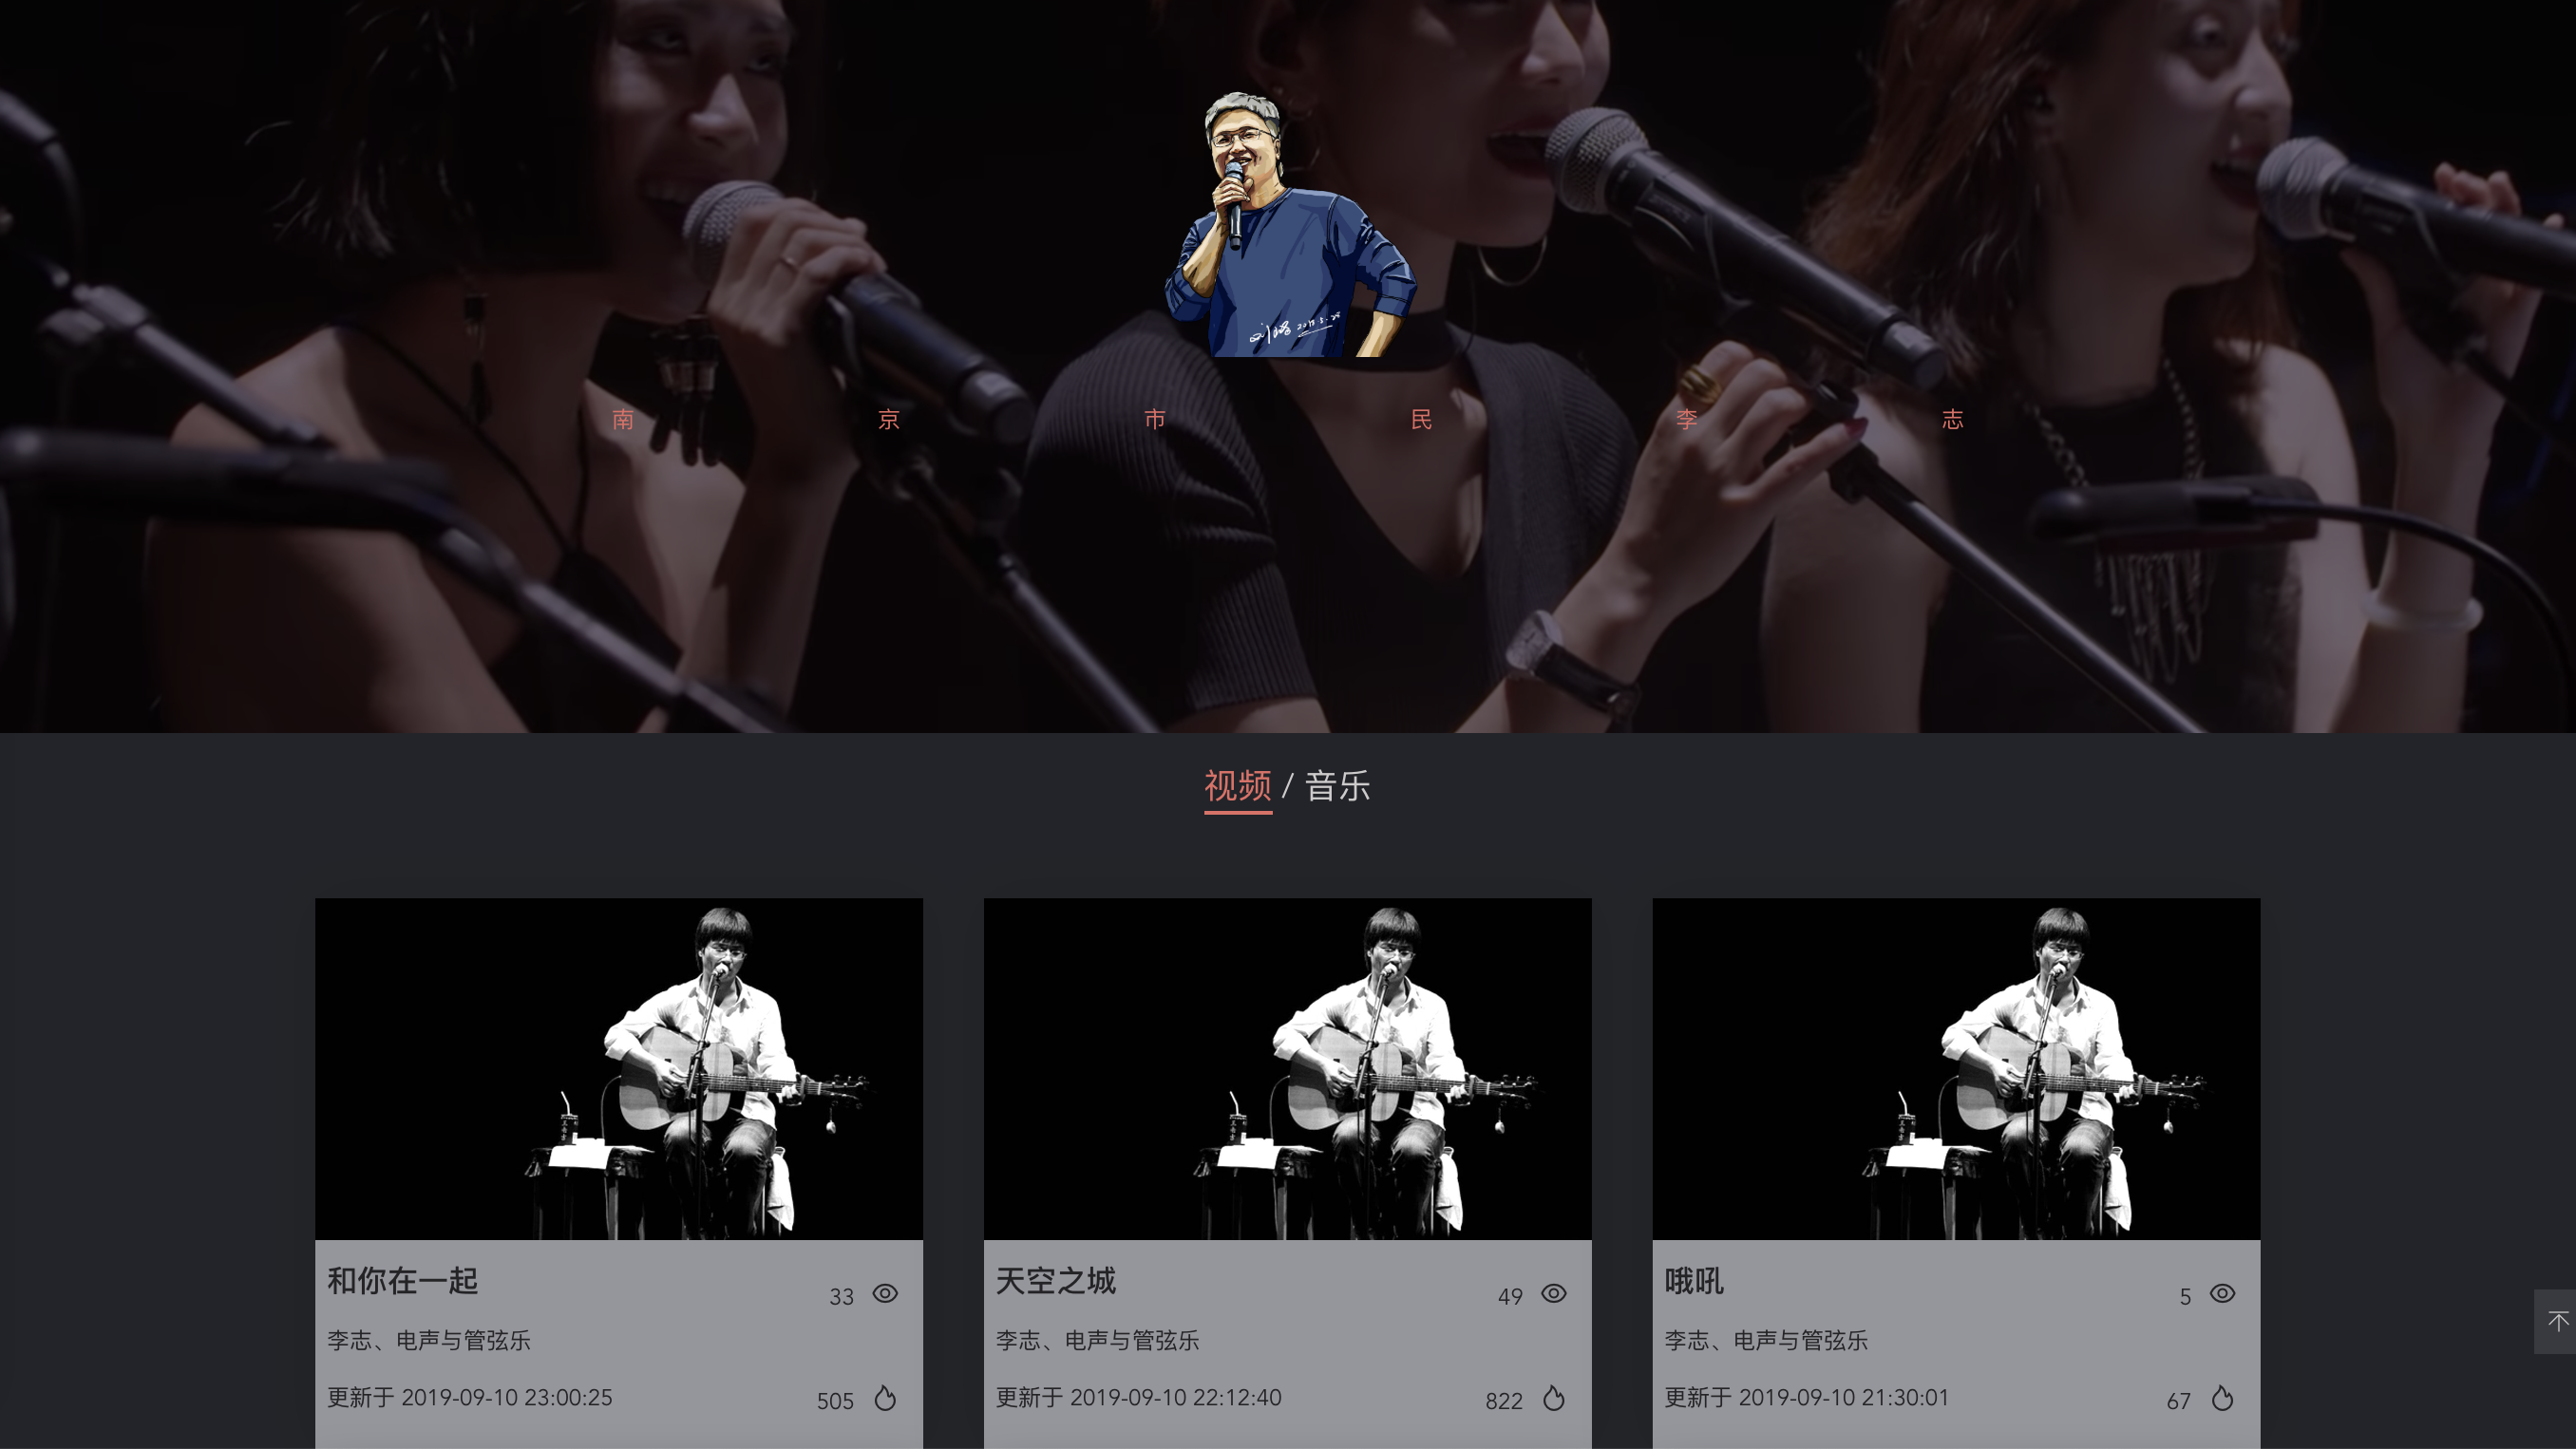 2018.5.28
南 京 市 民 李 志
视频 / 音乐
和你在一起
33
李志、电声与管弦乐
更新于 2019-09-10 23:00:25
505
天空之城
49
李志、电声与管弦乐
更新于 2019-09-10 22:12:40
822
哦吼
5
李志、电声与管弦乐
更新于 2019-09-10 21:30:01
67